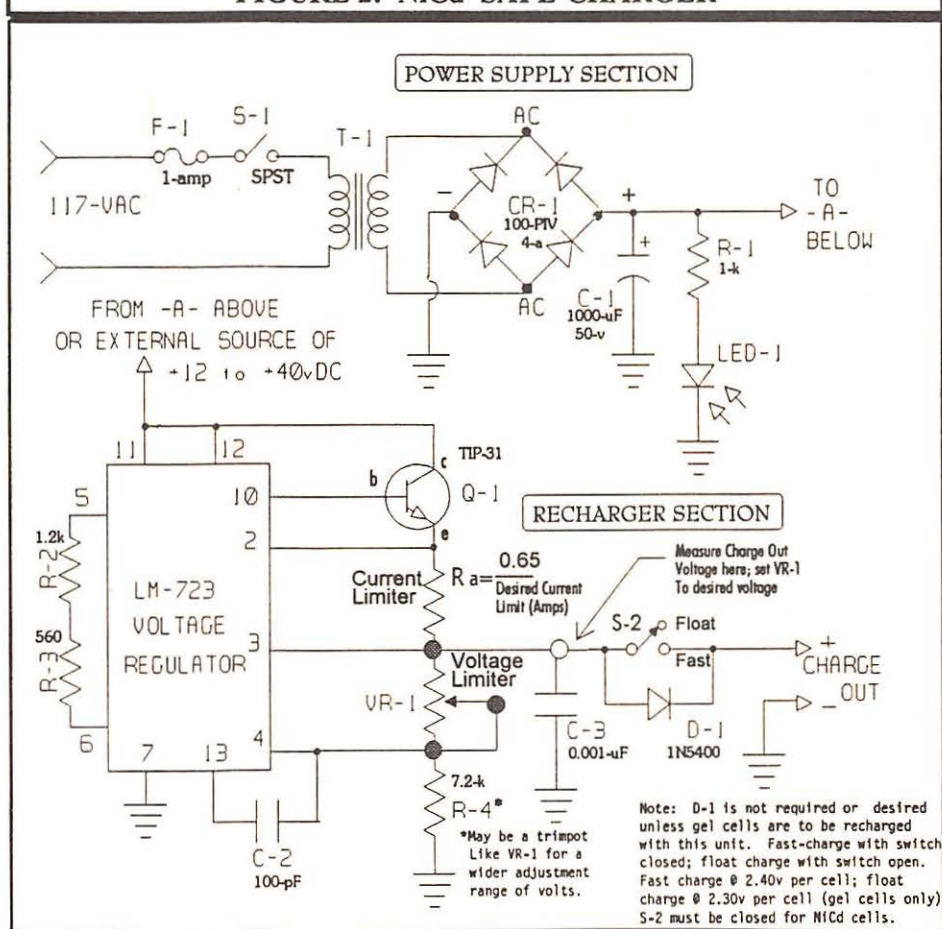 FIGURE 2: NiCd SAFE CHARGER
POWER SUPPLY SECTION
F-1
1-amp
S-1
SPST
T-1
117-VAC
AC
-
+
CR-1
100-PIV
4-a
AC
+
C-1
1000-uF
50-v
R-1
1-k
LED-1
TO
-A-
BELOW
FROM -A- ABOVE
OR EXTERNAL SOURCE OF
+12 to +40vDC
11
12
5
10
2
3
4
6
7
13
LM-723
VOLTAGE
REGULATOR
1.2k
R-2
560
R-3
TIP-31
b
c
Q-1
e
Current
Limiter
R a= 0.65
Desired Current
Limit (Amps)
RECHARGER SECTION
Measure Charge Out
Voltage here; set VR-1
To desired voltage
S-2
Float
Fast
+
CHARGE
OUT
-
Voltage
Limiter
VR-1
C-3
0.001-uF
D-1
1N5400
7.2-k
R-4*
*May be a trimpot
Like VR-1 for a
wider adjustment
range of volts.
C-2
100-pF
Note: D-1 is not required or desired
unless gel cells are to be recharged
with this unit. Fast-charge with switch
closed; float charge with switch open.
Fast charge @ 2.40v per cell; float
charge @ 2.30v per cell (gel cells only)
S-2 must be closed for NiCd cells.